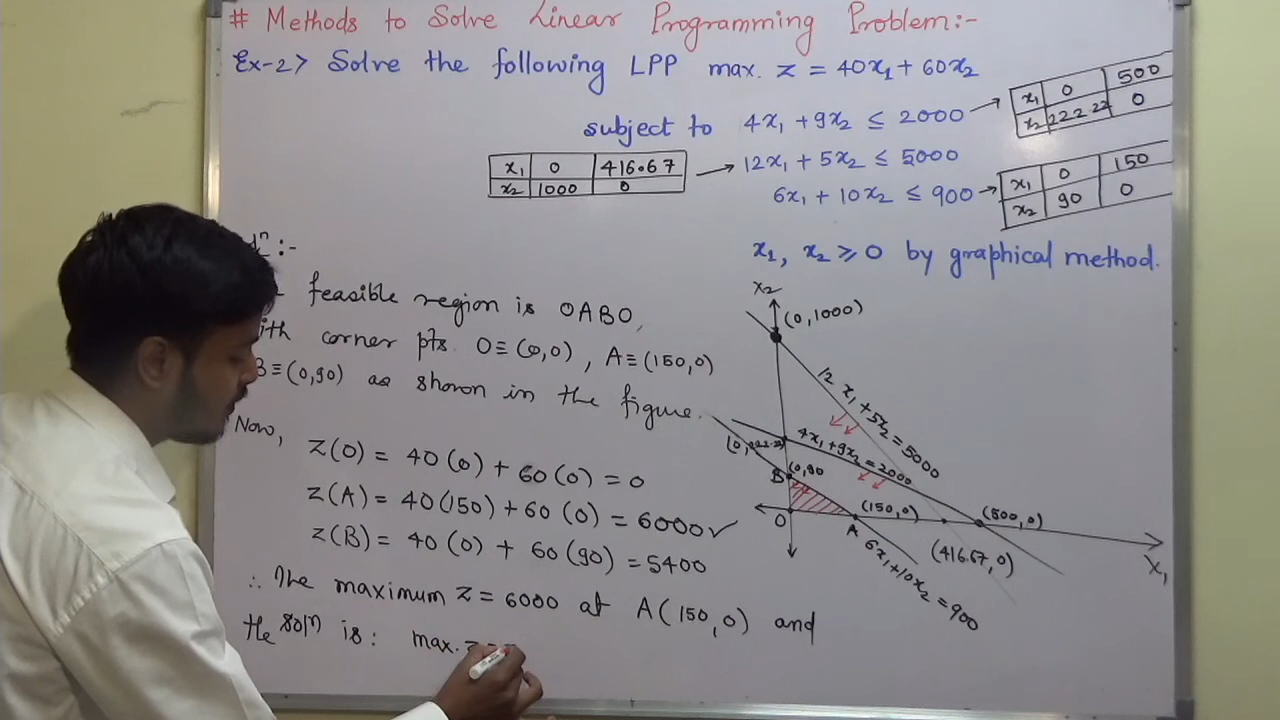 # Methods to Solve Linear Programming Problem:-
Ex-2> Solve the following LPP max. z = 40x₁ + 60x₂
subject to 4x₁ + 9x₂ ≤ 2000
x₁ 0 500
x₂ 222.22 0
12x₁ + 5x₂ ≤ 5000
x₁ 0 416.67
x₂ 1000 0
6x₁ + 10x₂ ≤ 900
x₁ 0 150
x₂ 90 0
x₁, x₂ ≥ 0 by graphical method.
feasible region is OABO,
corner pts. O≡(0,0), A≡(150,0)
B≡(0,90) as shown in the figure.
Now,
Z(O) = 40(0) + 60(0) = 0
Z(A) = 40(150) + 60(0) = 6000✓
Z(B) = 40(0) + 60(90) = 5400
∴ The maximum Z = 6000 at A(150,0) and
the solⁿ is: max. z =
x₂
(0,1000)
12x₁ + 5x₂ = 5000
4x₁ + 9x₂ = 2000
B
(0,90
O
A
(150,0)
(500,0)
(416.67,0)
6x₁ + 10x₂ = 900
X₁